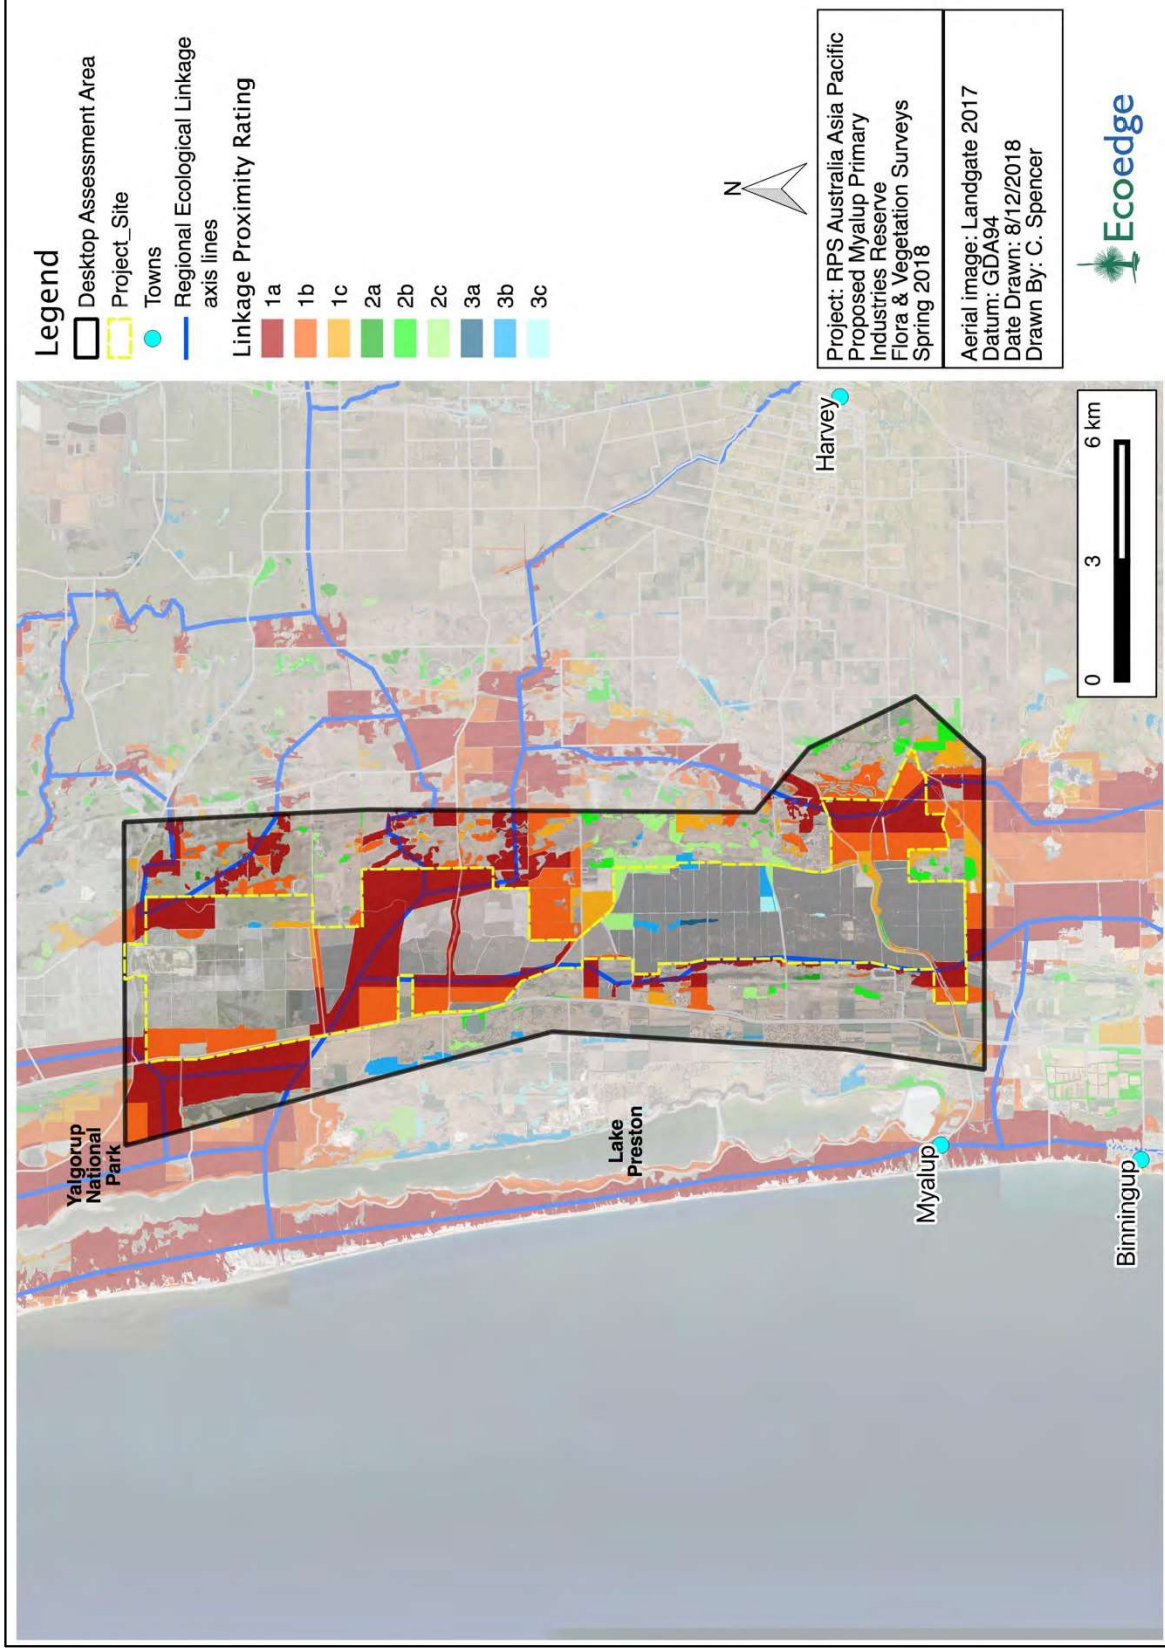 Legend
Desktop Assessment Area
Project_Site
Towns
Regional Ecological Linkage
axis lines
Linkage Proximity Rating
1a
1b
1c
2a
2b
2c
3a
3b
3c
N
Project: RPS Australia Asia Pacific
Proposed Myalup Primary
Industries Reserve
Flora & Vegetation Surveys
Spring 2018
Aerial image: Landgate 2017
Datum: GDA94
Date Drawn: 8/12/2018
Drawn By: C. Spencer
Ecoedge
Yalgorup
National
Park
Lake
Preston
Harvey
Myalup
Binningup
0 3 6 km